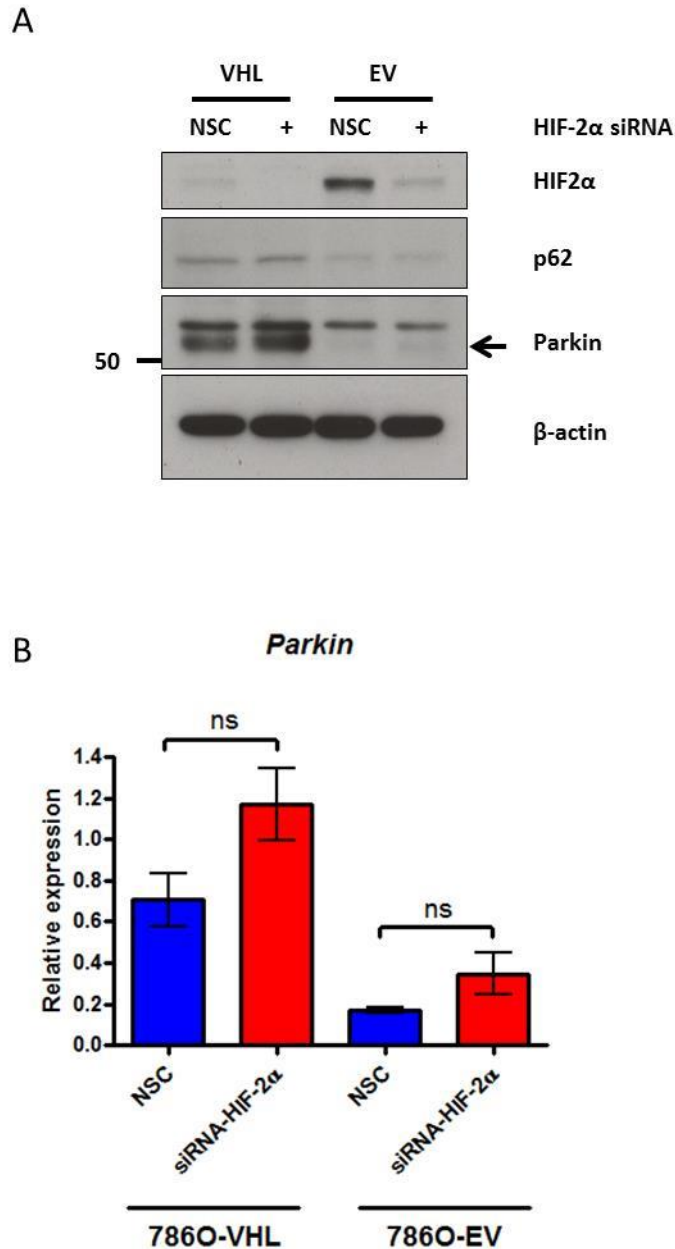 A
VHL EV
NSC + NSC + HIF-2α siRNA
HIF2α
p62
50 Parkin
β-actin
B Parkin
ns
ns
Relative expression
1.4
1.2
1.0
0.8
0.6
0.4
0.2
0.0
NSC siRNA-HIF-2α NSC siRNA-HIF-2α
786O-VHL 786O-EV